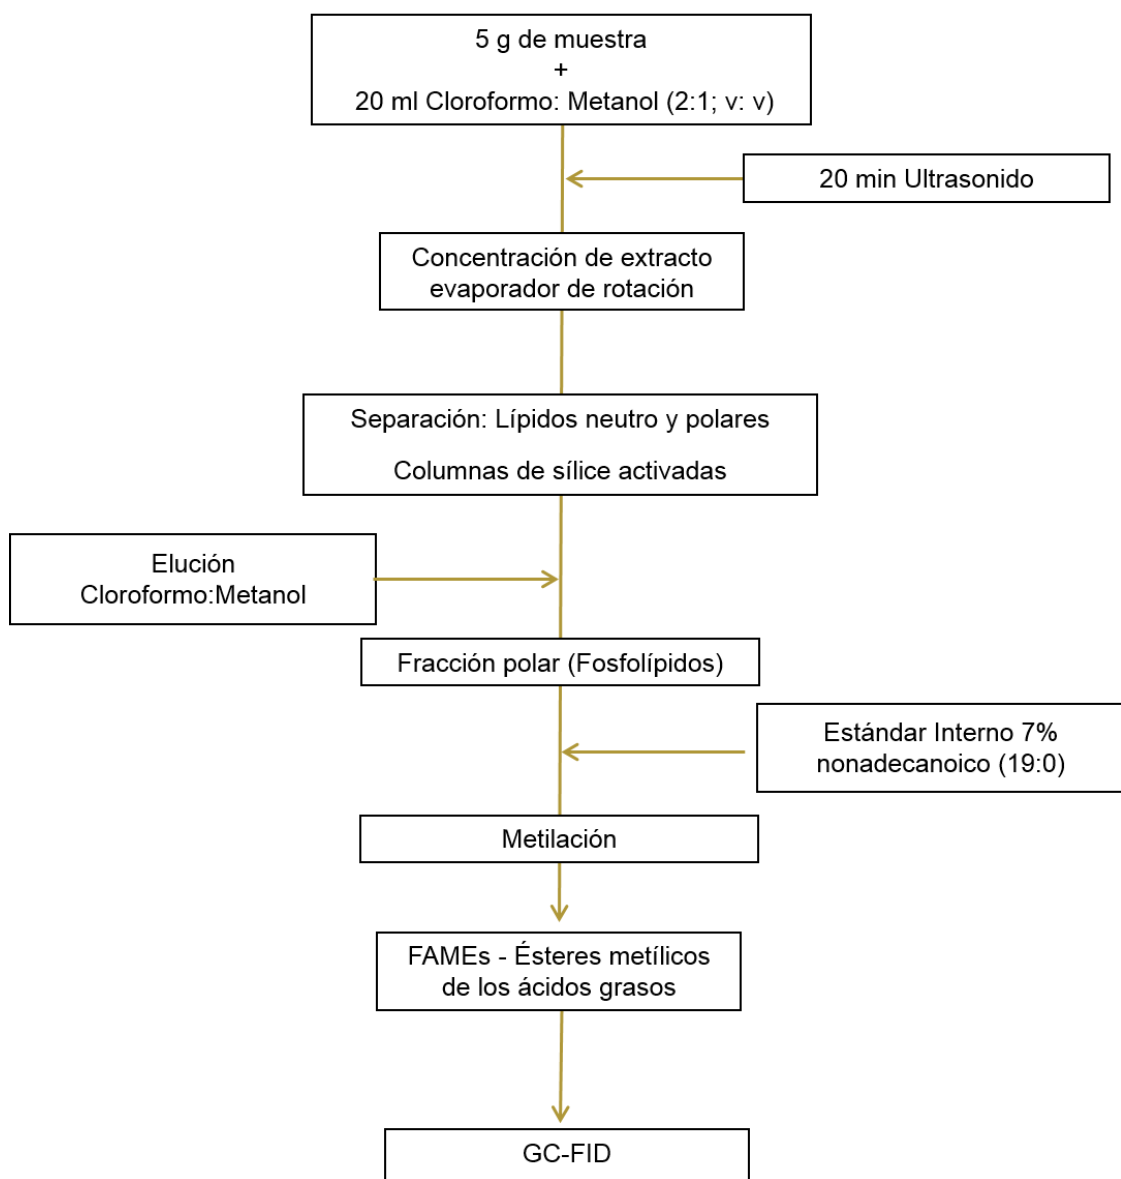 5 g de muestra
+
20 ml Cloroformo: Metanol (2:1; v: v)
20 min Ultrasonido
Concentración de extracto
evaporador de rotación
Separación: Lípidos neutro y polares
Columnas de sílice activadas
Elución
Cloroformo:Metanol
Fracción polar (Fosfolípidos)
Estándar Interno 7%
nonadecanoico (19:0)
Metilación
FAMEs - Ésteres metílicos
de los ácidos grasos
GC-FID